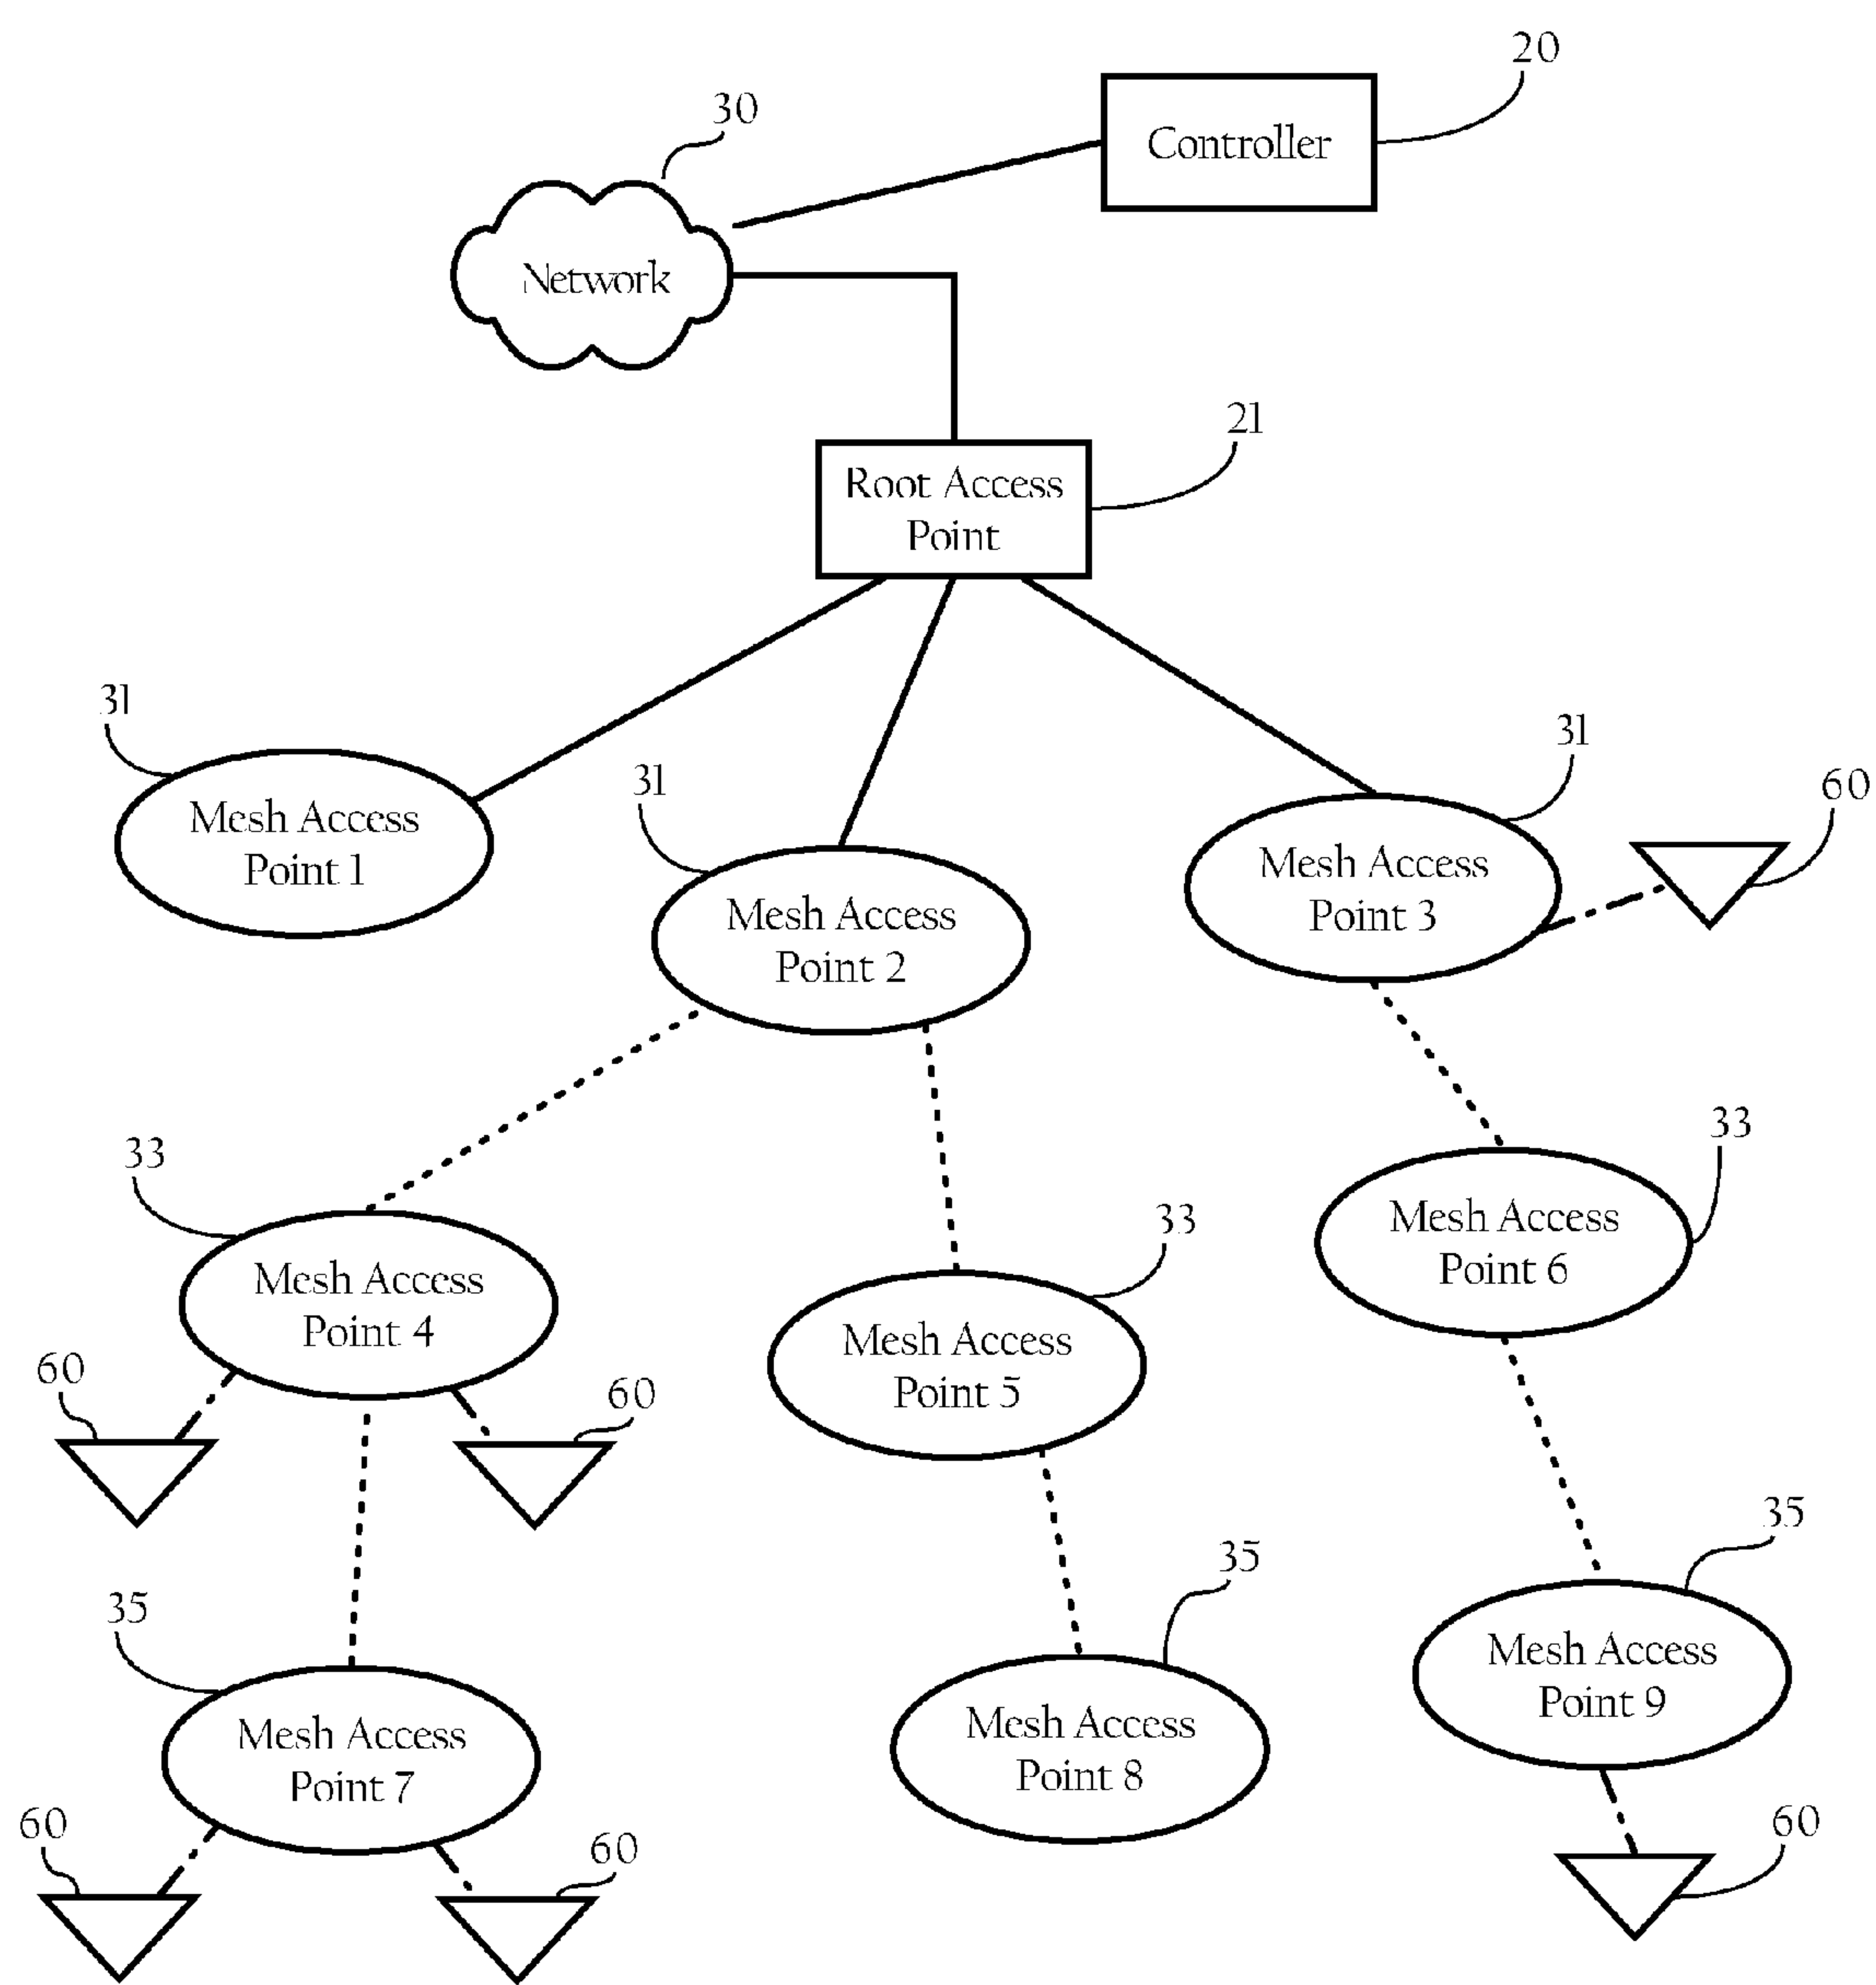 20
30
Controller
Network
21
Root Access
Point
31
31
31
60
Mesh Access
Point 1
Mesh Access
Point 2
Mesh Access
Point 3
33
33
33
Mesh Access
Point 4
Mesh Access
Point 5
Mesh Access
Point 6
60
60
35
35
35
Mesh Access
Point 7
Mesh Access
Point 8
Mesh Access
Point 9
60
60
60